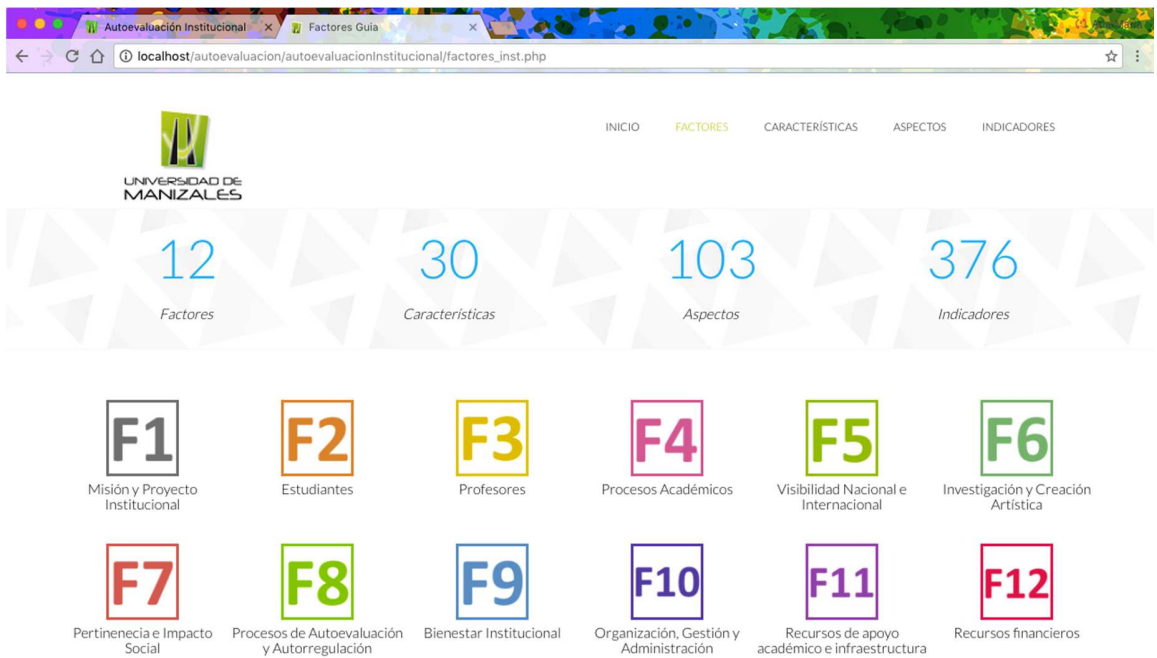 Autoevaluación Institucional
Factores Guia
localhost/autoevaluacion/autoevaluacionInstitucional/factores_inst.php
UNIVERSIDAD DE
MANIZALES
INICIO FACTORES CARACTERÍSTICAS ASPECTOS INDICADORES
12 30 103 376
Factores Características Aspectos Indicadores
F1 F2 F3 F4 F5 F6
Misión y Proyecto Estudiantes Profesores Procesos Académicos Visibilidad Nacional e Investigación y Creación
Institucional Internacional Artística
F7 F8 F9 F10 F11 F12
Pertinenecia e Impacto Procesos de Autoevaluación Bienestar Institucional Organización, Gestión y Recursos de apoyo Recursos financieros
Social y Autorregulación Administración académico e infraestructura